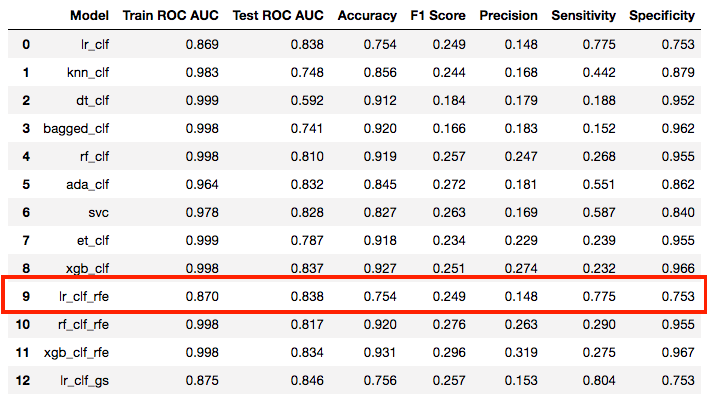 Model Train ROC AUC Test ROC AUC Accuracy F1 Score Precision Sensitivity Specificity
0 lr_clf 0.869 0.838 0.754 0.249 0.148 0.775 0.753
1 knn_clf 0.983 0.748 0.856 0.244 0.168 0.442 0.879
2 dt_clf 0.999 0.592 0.912 0.184 0.179 0.188 0.952
3 bagged_clf 0.998 0.741 0.920 0.166 0.183 0.152 0.962
4 rf_clf 0.998 0.810 0.919 0.257 0.247 0.268 0.955
5 ada_clf 0.964 0.832 0.845 0.272 0.181 0.551 0.862
6 svc 0.978 0.828 0.827 0.263 0.169 0.587 0.840
7 et_clf 0.999 0.787 0.918 0.234 0.229 0.239 0.955
8 xgb_clf 0.998 0.837 0.927 0.251 0.274 0.232 0.966
9 lr_clf_rfe 0.870 0.838 0.754 0.249 0.148 0.775 0.753
10 rf_clf_rfe 0.998 0.817 0.920 0.276 0.263 0.290 0.955
11 xgb_clf_rfe 0.998 0.834 0.931 0.296 0.319 0.275 0.967
12 lr_clf_gs 0.875 0.846 0.756 0.257 0.153 0.804 0.753